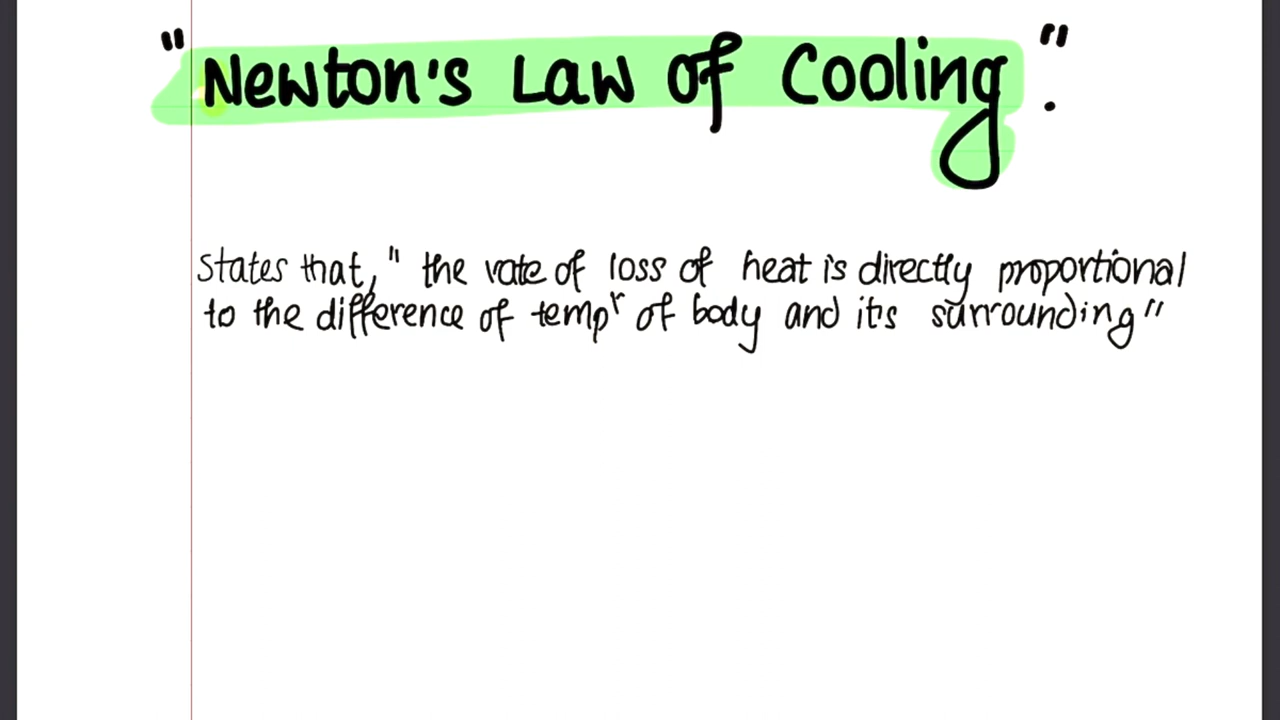 "Newton's Law of Cooling".
states that, "the rate of loss of heat is directly proportional
to the difference of tempʳ of body and it's surrounding"